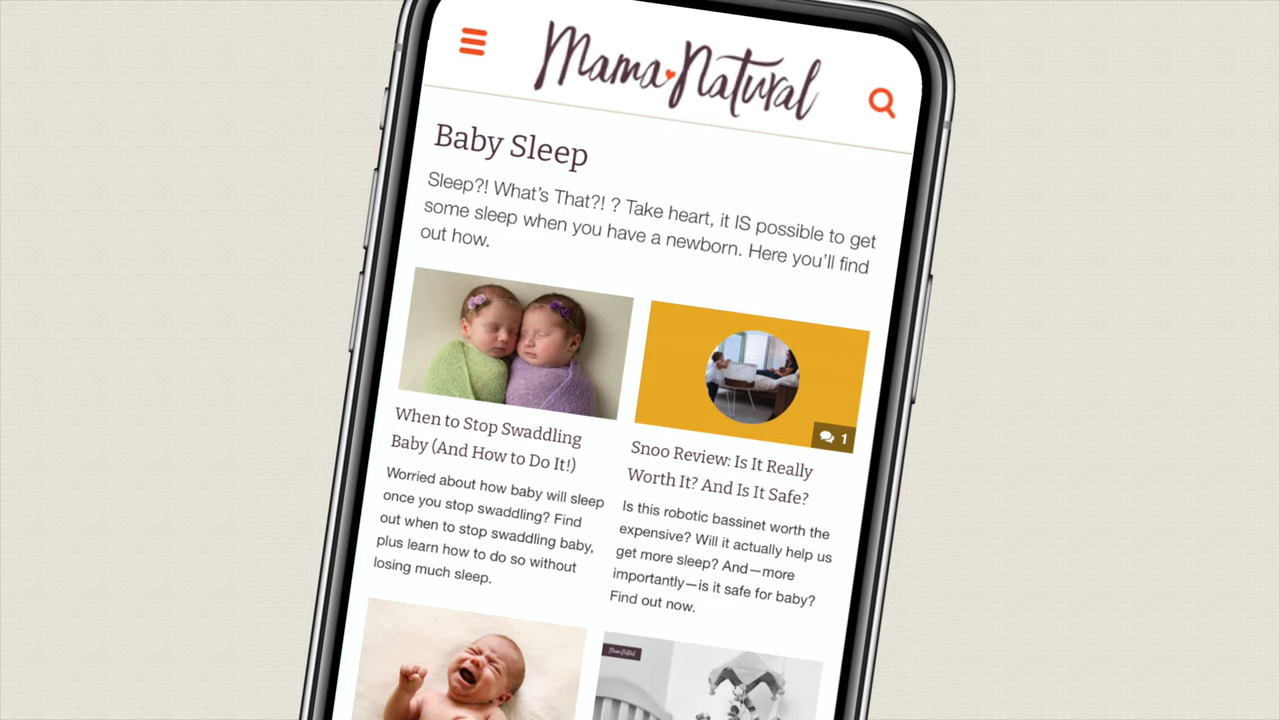 Mama Natural
Baby Sleep
Sleep?! What's That?! ? Take heart, it IS possible to get
some sleep when you have a newborn. Here you'll find
out how.
When to Stop Swaddling
Baby (And How to Do It!)
Worried about how baby will sleep
once you stop swaddling? Find
out when to stop swaddling baby,
plus learn how to do so without
losing much sleep.
1
Snoo Review: Is It Really
Worth It? And Is It Safe?
Is this robotic bassinet worth the
expensive? Will it actually help us
get more sleep? And—more
importantly—is it safe for baby?
Find out now.
Mama Natural